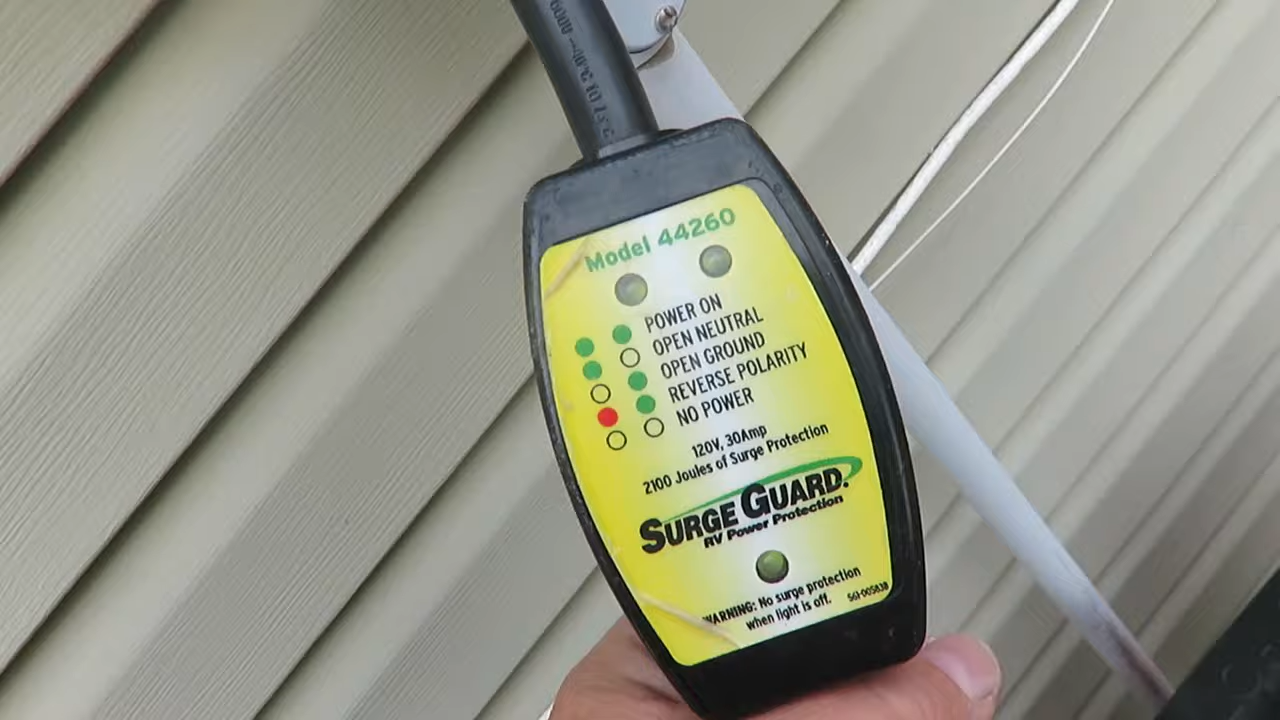 Model 44260
POWER ON
OPEN NEUTRAL
OPEN GROUND
REVERSE POLARITY
NO POWER
120V, 30Amp
2100 Joules of Surge Protection
SURGE GUARD.
RV Power Protection
WARNING: No surge protection
when light is off.